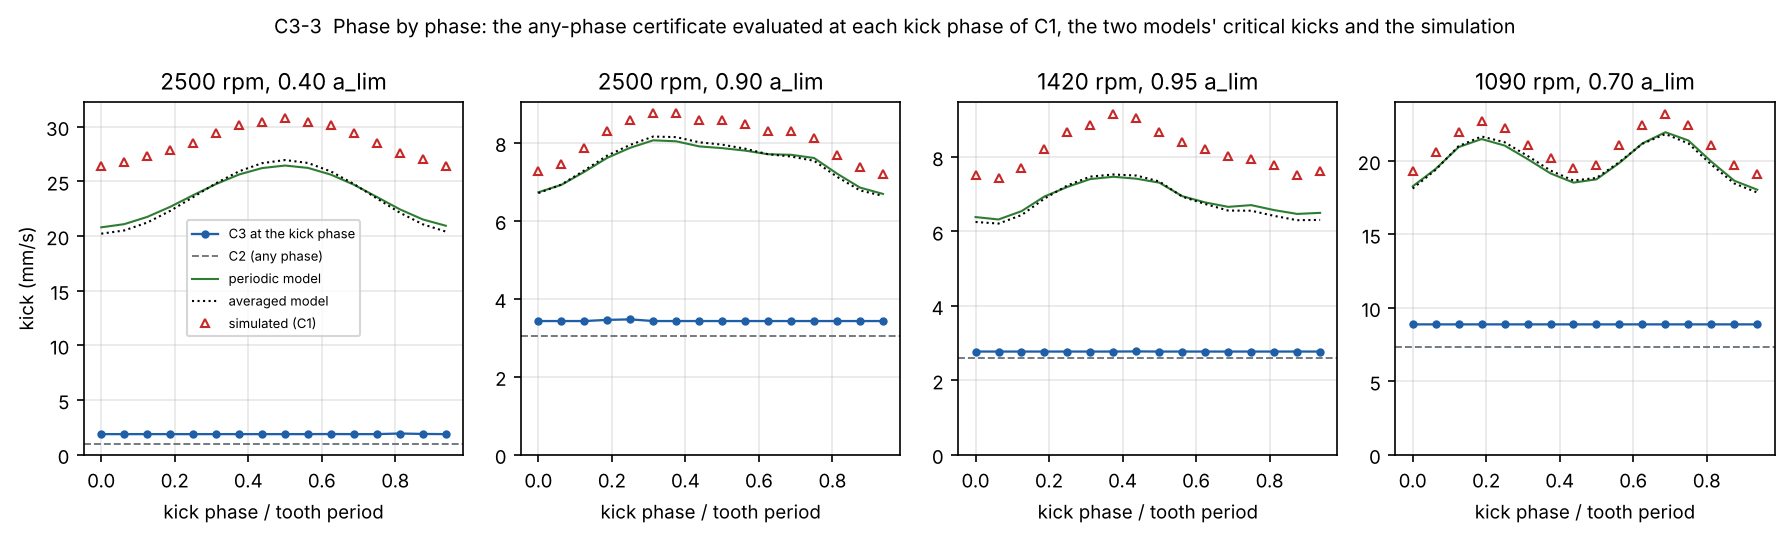 C3-3  Phase by phase: the any-phase certificate evaluated at each kick phase of C1, the two models' critical kicks and the simulation
2500 rpm, 0.40 a_lim
kick (mm/s)
30
25
20
15
10
5
0
C3 at the kick phase
C2 (any phase)
periodic model
averaged model
simulated (C1)
0.0 0.2 0.4 0.6 0.8
kick phase / tooth period
2500 rpm, 0.90 a_lim
8
6
4
2
0
0.0 0.2 0.4 0.6 0.8
kick phase / tooth period
1420 rpm, 0.95 a_lim
8
6
4
2
0
0.0 0.2 0.4 0.6 0.8
kick phase / tooth period
1090 rpm, 0.70 a_lim
20
15
10
5
0
0.0 0.2 0.4 0.6 0.8
kick phase / tooth period